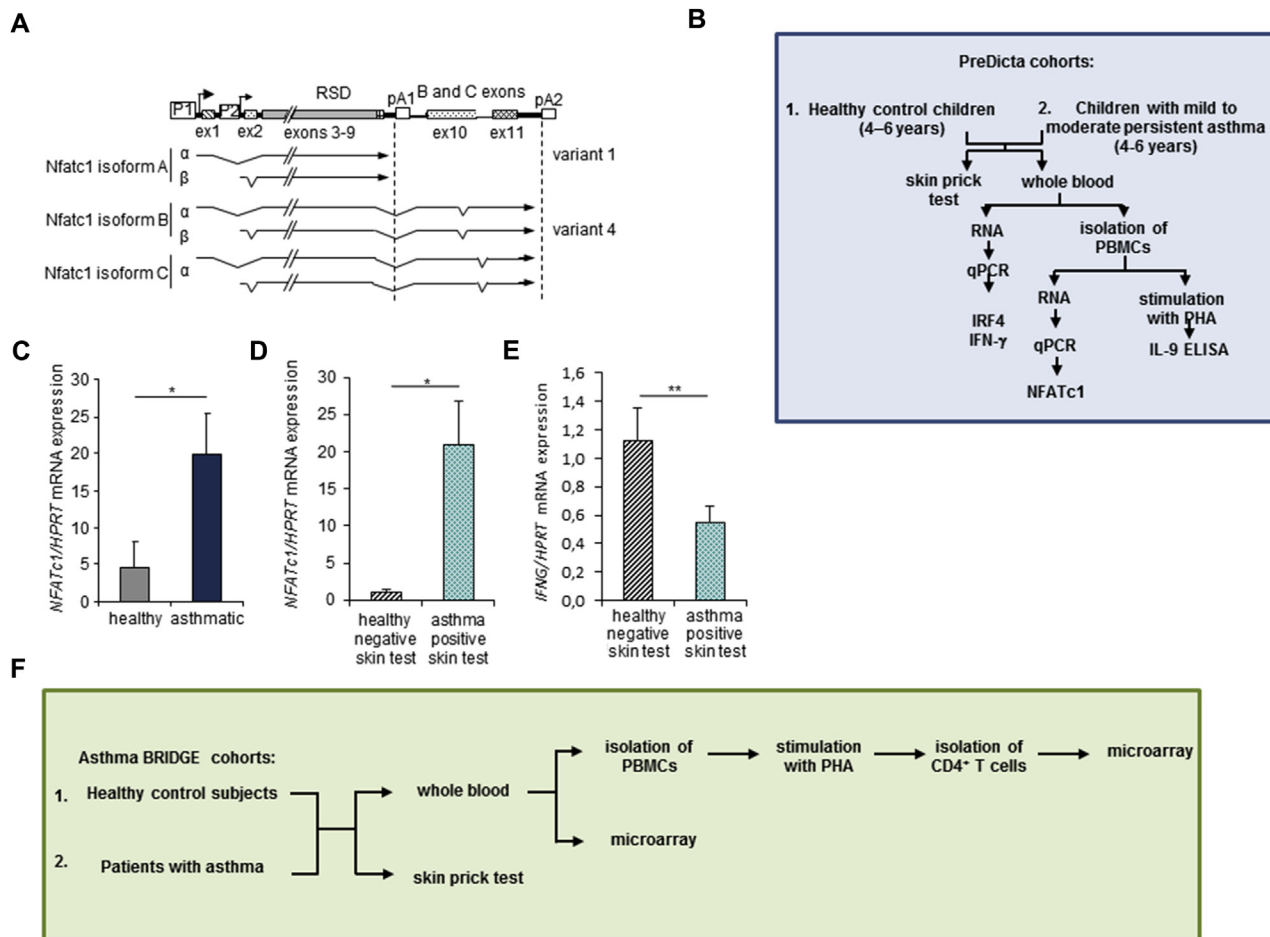 A
P1
P2
RSD
pA1
B and C exons
pA2
ex1
ex2
exons 3-9
ex10
ex11
Nfatc1 isoform A
α
β
variant 1
Nfatc1 isoform B
α
β
variant 4
Nfatc1 isoform C
α
B
PreDicta cohorts:
1. Healthy control children
(4–6 years)
2. Children with mild to
moderate persistent asthma
(4-6 years)
skin prick
test
whole blood
RNA
qPCR
IRF4
IFN-γ
isolation of
PBMCs
RNA
qPCR
NFATc1
stimulation
with PHA
IL-9 ELISA
C
NFATc1/HPRT mRNA expression
30
25
20
15
10
5
0
*
healthy
asthmatic
D
NFATc1/HPRT mRNA expression
30
25
20
15
10
5
0
*
healthy
negative
skin test
asthma
positive
skin test
E
IFNG/HPRT mRNA expression
1,6
1,4
1,2
1,0
0,8
0,6
0,4
0,2
0,0
**
healthy
negative
skin test
asthma
positive
skin test
F
Asthma BRIDGE cohorts:
1. Healthy control subjects
2. Patients with asthma
whole blood
skin prick test
isolation of
PBMCs
stimulation
with PHA
isolation of
CD4⁺ T cells
microarray
microarray